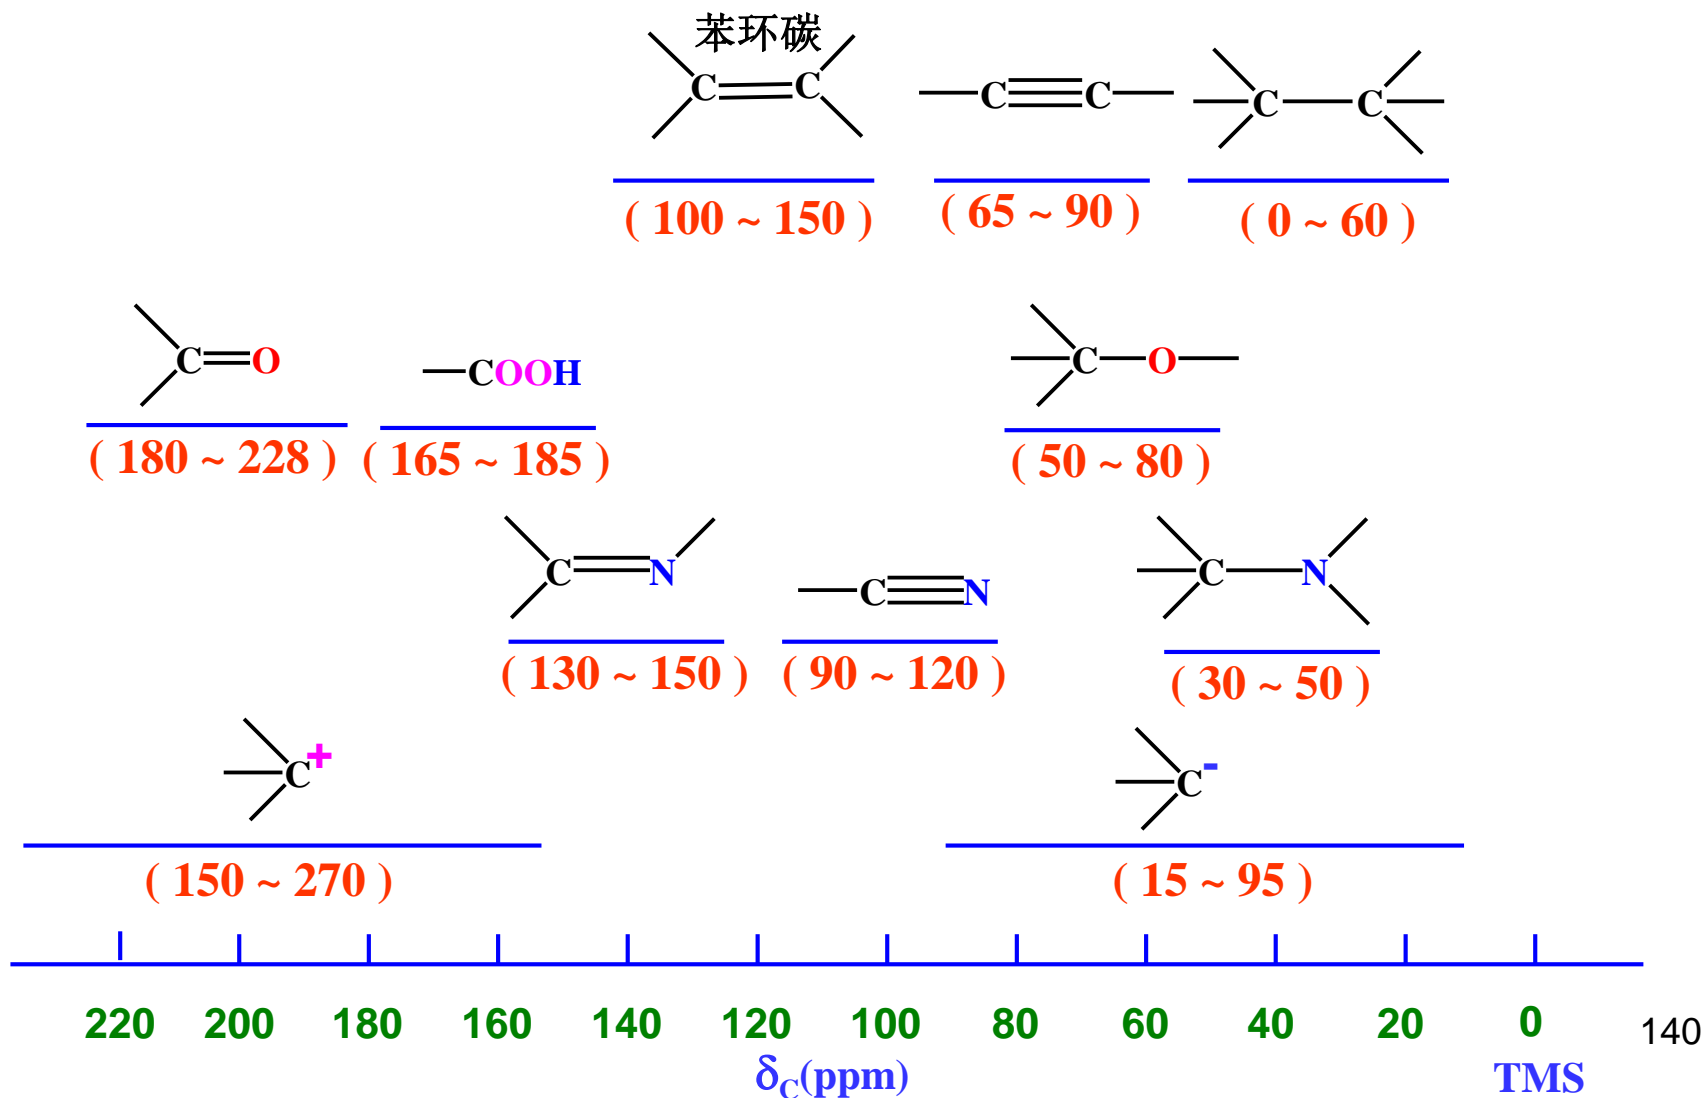 苯环碳
C C C C C C
( 100 ~ 150 ) ( 65 ~ 90 ) ( 0 ~ 60 )
C O COOH C O
( 180 ~ 228 ) ( 165 ~ 185 ) ( 50 ~ 80 )
C N C N C N
( 130 ~ 150 ) ( 90 ~ 120 ) ( 30 ~ 50 )
C+ C-
( 150 ~ 270 ) ( 15 ~ 95 )
220 200 180 160 140 120 100 80 60 40 20 0 140
δC(ppm) TMS